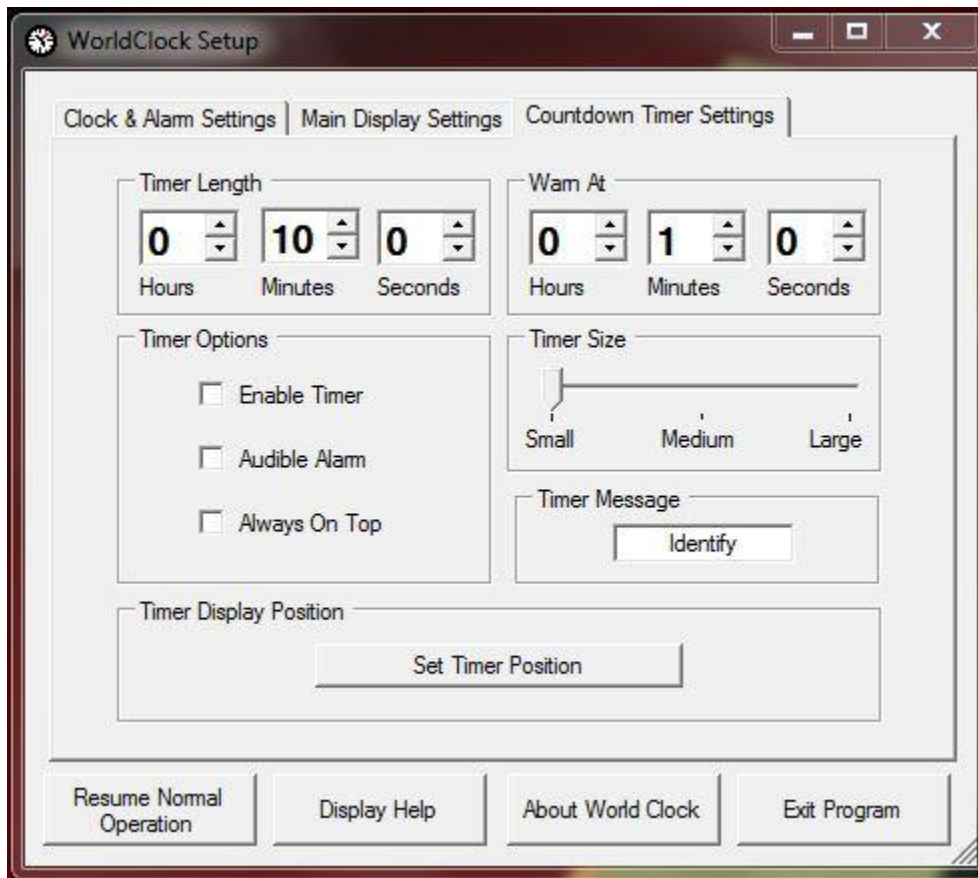 WorldClock Setup
Clock & Alarm Settings Main Display Settings Countdown Timer Settings
Timer Length
0 10 0
Hours Minutes Seconds
Warn At
0 1 0
Hours Minutes Seconds
Timer Options
Enable Timer
Audible Alarm
Always On Top
Timer Size
Small Medium Large
Timer Message
Identify
Timer Display Position
Set Timer Position
Resume Normal
Operation
Display Help
About World Clock
Exit Program